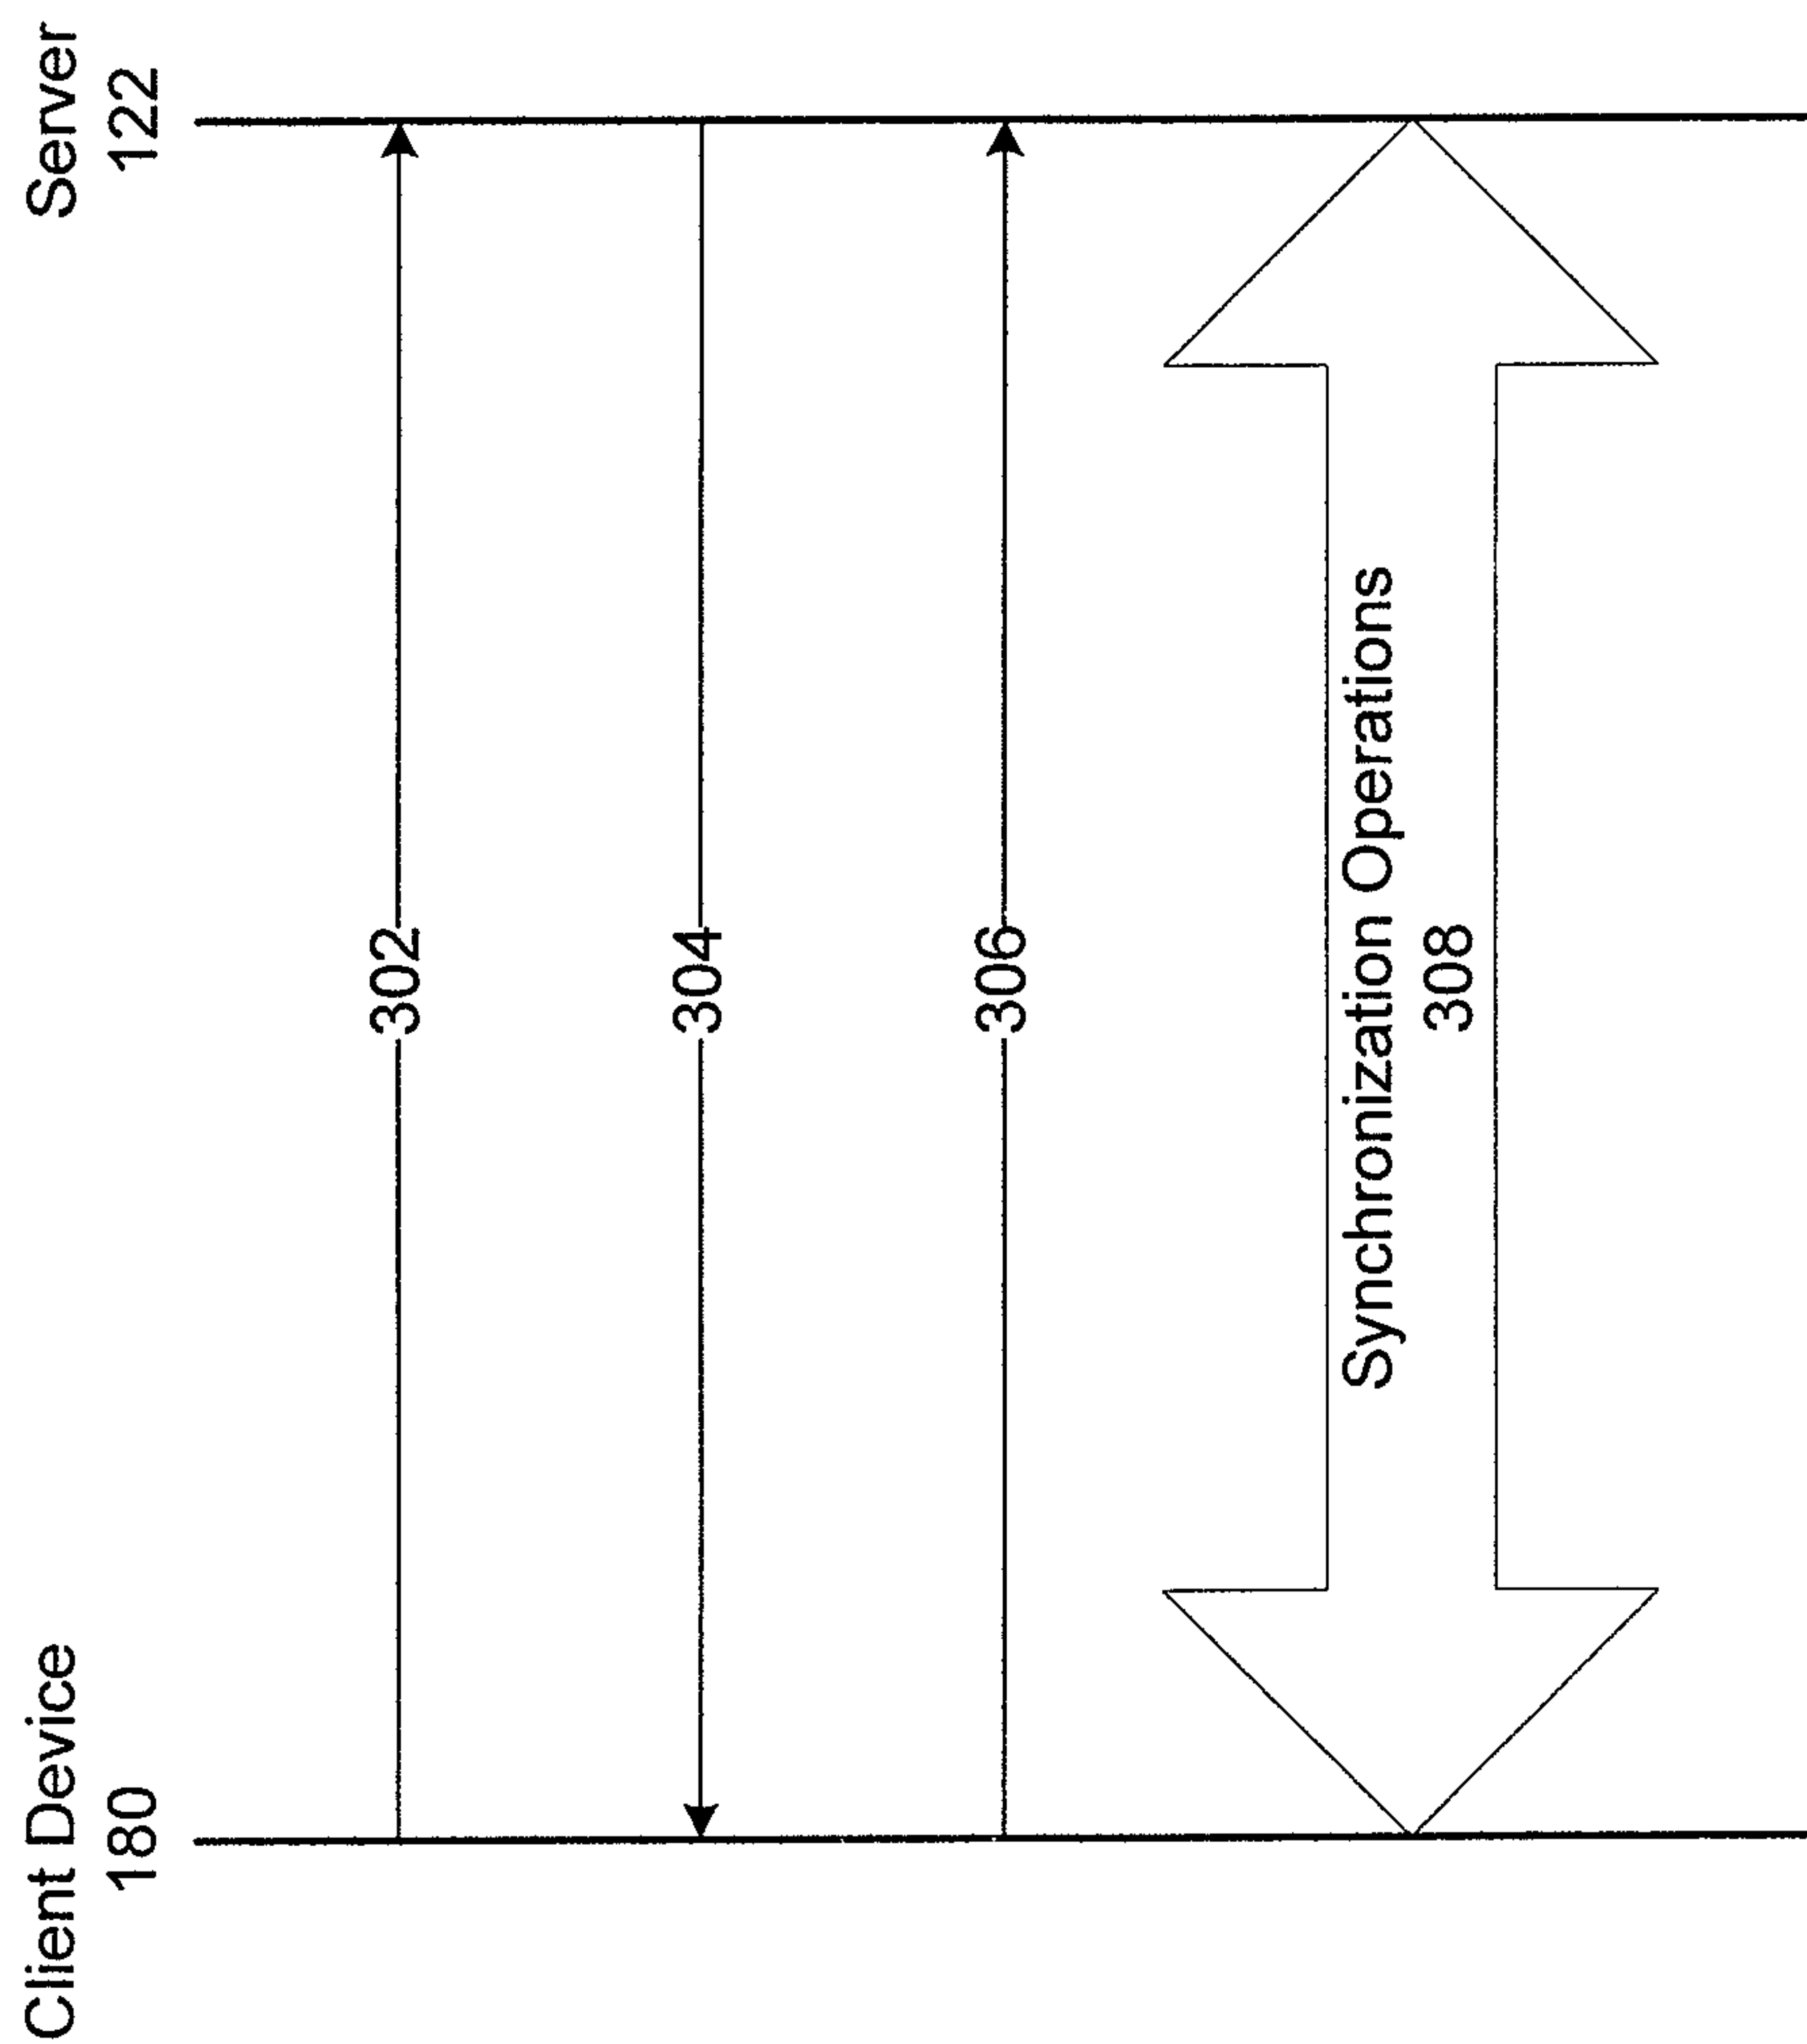 Client Device
180
Server
122
302
304
306
Synchronization Operations
308